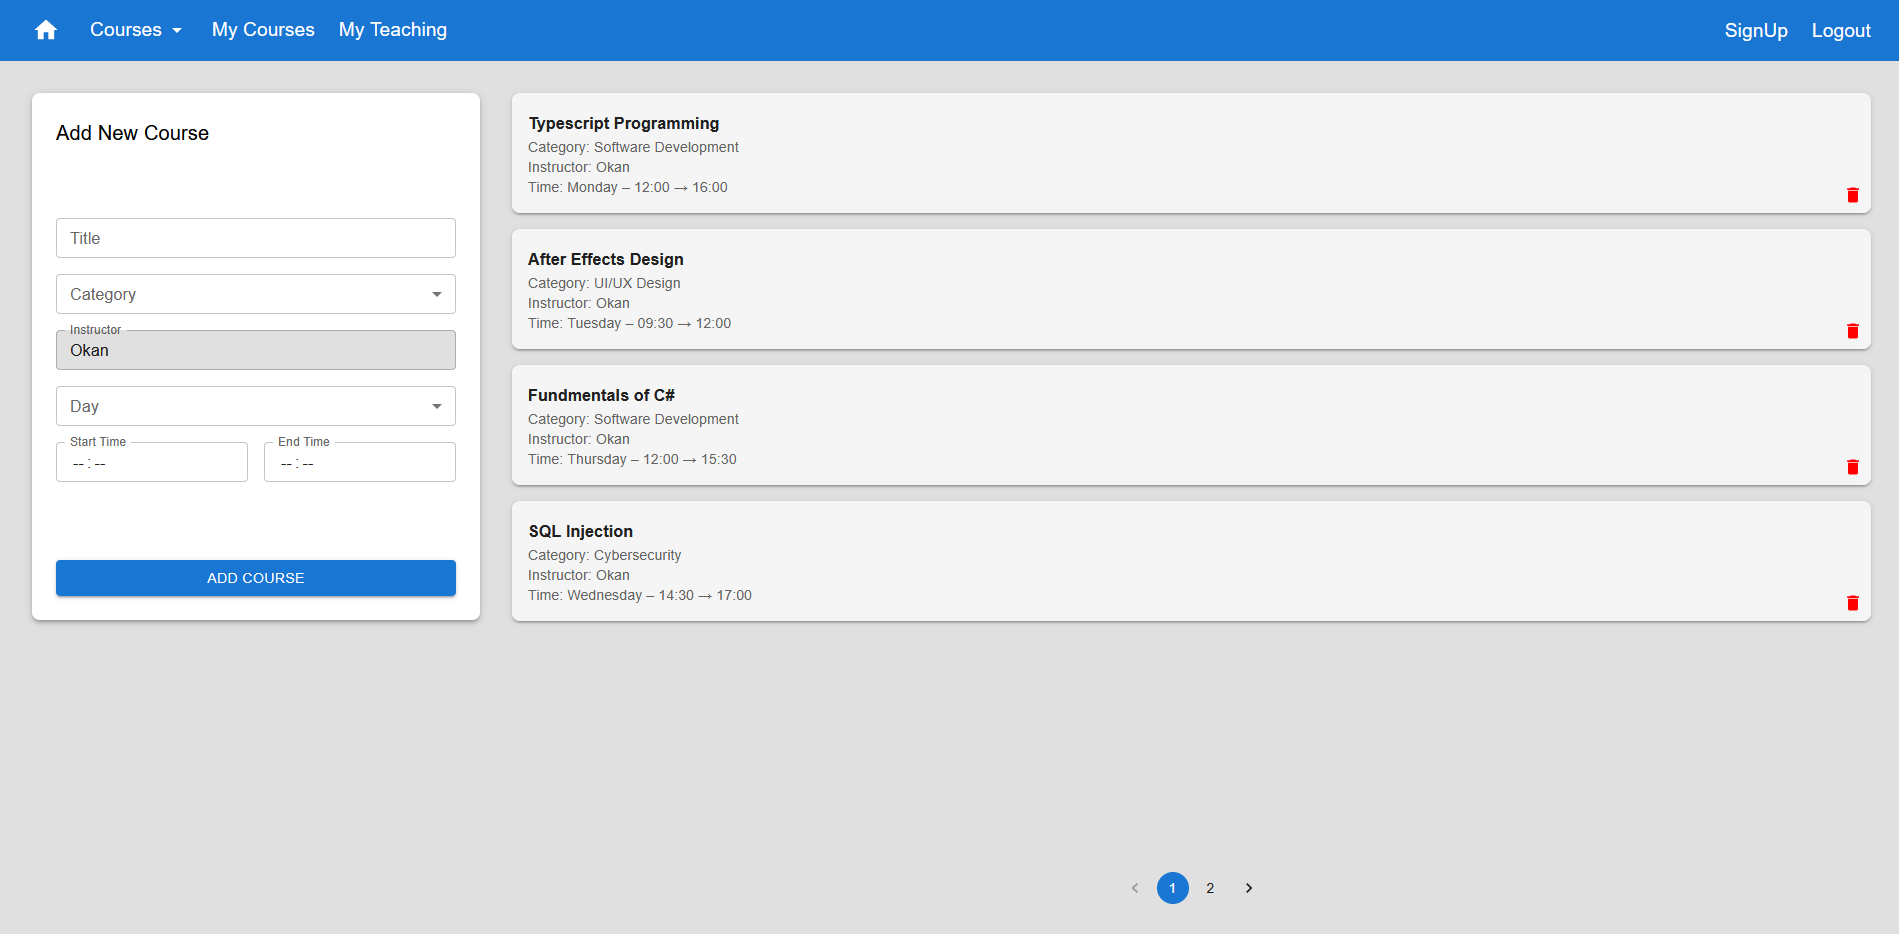 Courses
My Courses
My Teaching
SignUp
Logout
Add New Course
Title
Category
Instructor
Okan
Day
Start Time
-- : --
End Time
-- : --
ADD COURSE
Typescript Programming
Category: Software Development
Instructor: Okan
Time: Monday – 12:00 → 16:00
After Effects Design
Category: UI/UX Design
Instructor: Okan
Time: Tuesday – 09:30 → 12:00
Fundmentals of C#
Category: Software Development
Instructor: Okan
Time: Thursday – 12:00 → 15:30
SQL Injection
Category: Cybersecurity
Instructor: Okan
Time: Wednesday – 14:30 → 17:00
1 2